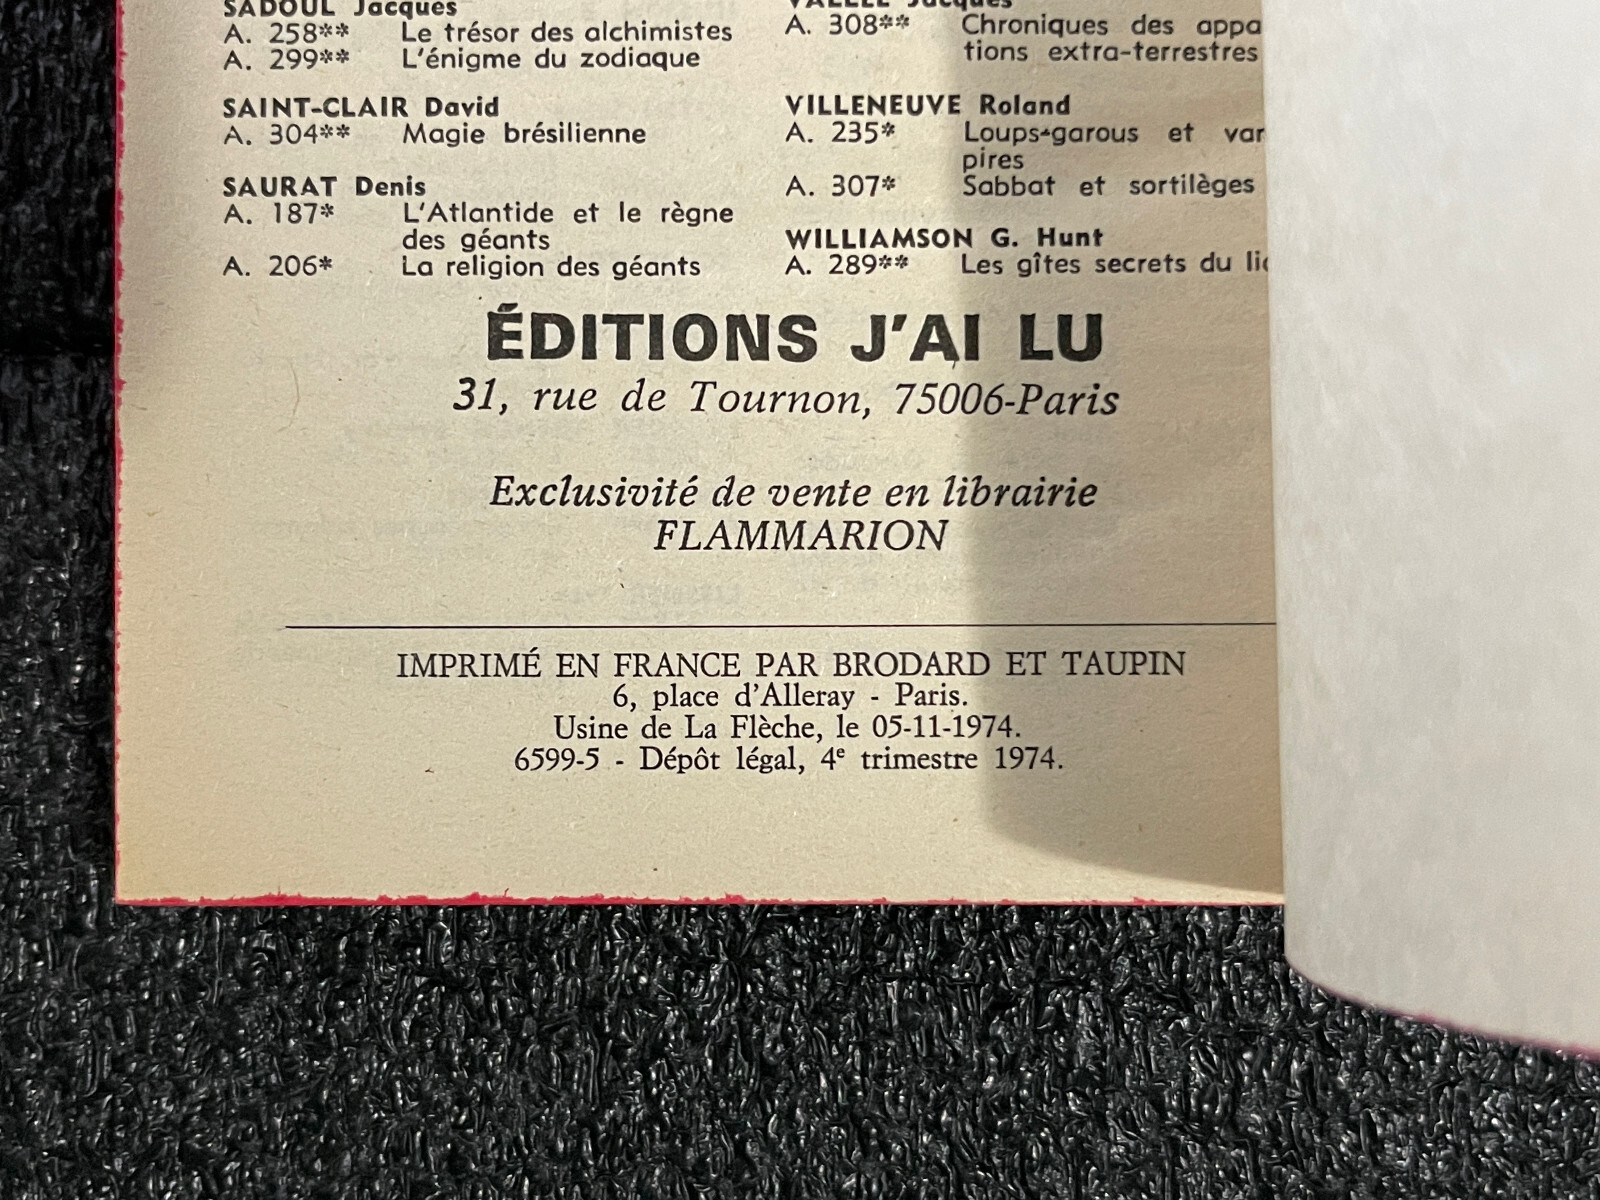 SADOUL Jacques
A. 258** Le trésor des alchimistes
A. 299** L'énigme du zodiaque
SAINT-CLAIR David
A. 304** Magie brésilienne
SAURAT Denis
A. 187* L'Atlantide et le règne
des géants
A. 206* La religion des géants
VALLÉE Jacques
A. 308** Chroniques des appa
tions extra-terrestres
VILLENEUVE Roland
A. 235* Loups-garous et
pires
A. 307* Sabbat et sortilèges
WILLIAMSON G. Hunt
A. 289** Les gîtes secrets du
ÉDITIONS J'AI LU
31, rue de Tournon, 75006-Paris
Exclusivité de vente en librairie
FLAMMARION
IMPRIMÉ EN FRANCE PAR BRODARD ET TAUPIN
6, place d'Alleray - Paris.
Usine de La Flèche, le 05-11-1974.
6599-5 - Dépôt légal, 4e trimestre 1974.